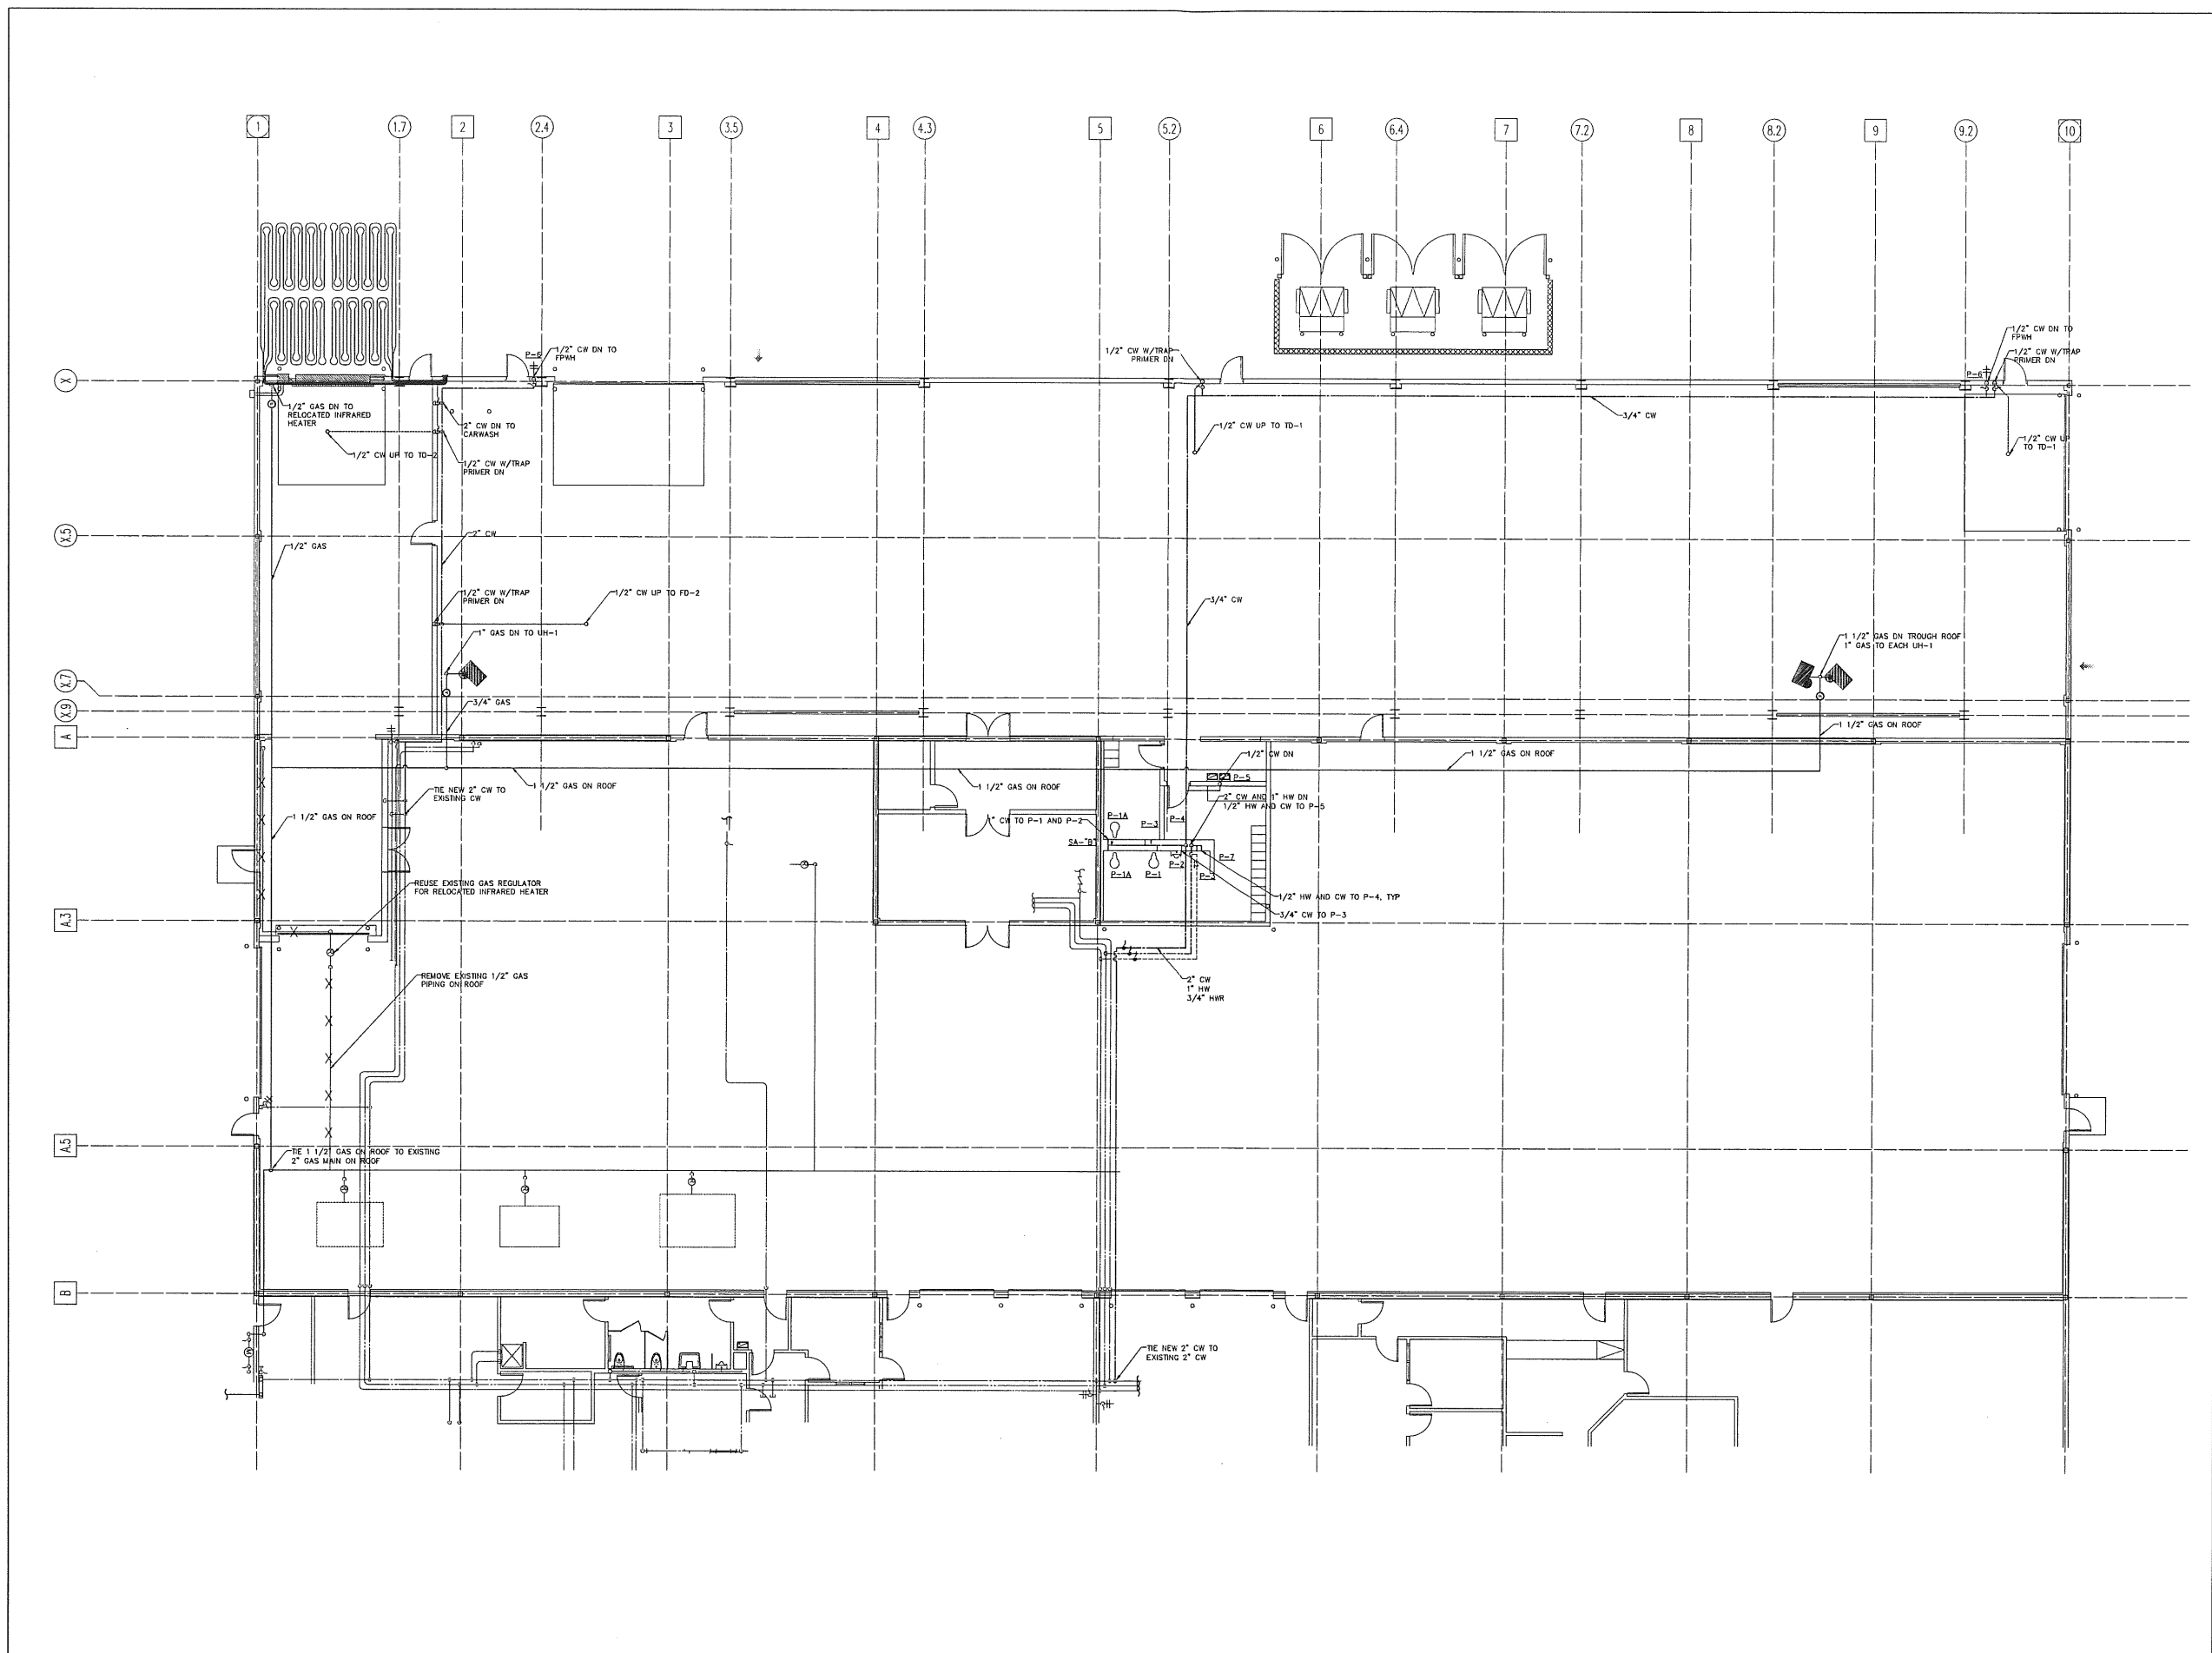 1
1.7
2
2.4
3
3.5
4
4.3
5
5.2
6
6.4
7
7.2
8
8.2
9
9.2
10
X
X.5
X.7
X.9
A
A.3
A.5
B
P-6
1/2" CW DN TO
FPWH
1/2" CW W/TRAP
PRIMER DN
1/2" CW DN TO
FPWH
1/2" CW W/TRAP
PRIMER DN
P-6
1/2" GAS DN TO
RELOCATED INFRARED
HEATER
2" CW DN TO
CARWASH
1/2" CW UP TO TD-2
1/2" CW W/TRAP
PRIMER DN
1/2" CW UP TO TD-1
3/4" CW
1/2" CW UP
TO TD-1
1/2" GAS
2" CW
1/2" CW W/TRAP
PRIMER DN
1/2" CW UP TO FD-2
3/4" CW
1" GAS DN TO UH-1
1 1/2" GAS DN TROUGH ROOF
1" GAS TO EACH UH-1
3/4" GAS
1 1/2" GAS ON ROOF
1/2" CW DN
1 1/2" GAS ON ROOF
TIE NEW 2" CW TO
EXISTING CW
1 1/2" GAS ON ROOF
1 1/2" GAS ON ROOF
P-5
2" CW AND 1" HW DN
1/2" HW AND CW TO P-5
1 1/2" GAS ON ROOF
1" CW TO P-1 AND P-2
P-1A
P-3
P-4
SA-"B"
P-1A
P-1
P-2
P-7
P-3
REUSE EXISTING GAS REGULATOR
FOR RELOCATED INFRARED HEATER
1/2" HW AND CW TO P-4, TYP
3/4" CW TO P-3
REMOVE EXISTING 1/2" GAS
PIPING ON ROOF
2" CW
1" HW
3/4" HWR
TIE 1 1/2" GAS ON ROOF TO EXISTING
2" GAS MAIN ON ROOF
TIE NEW 2" CW TO
EXISTING 2" CW